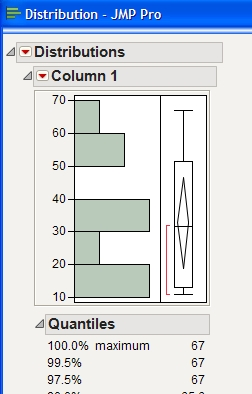 Distribution - JMP Pro
Distributions
Column 1
70
60
50
40
30
20
10
Quantiles
100.0% maximum 67
99.5% 67
97.5% 67